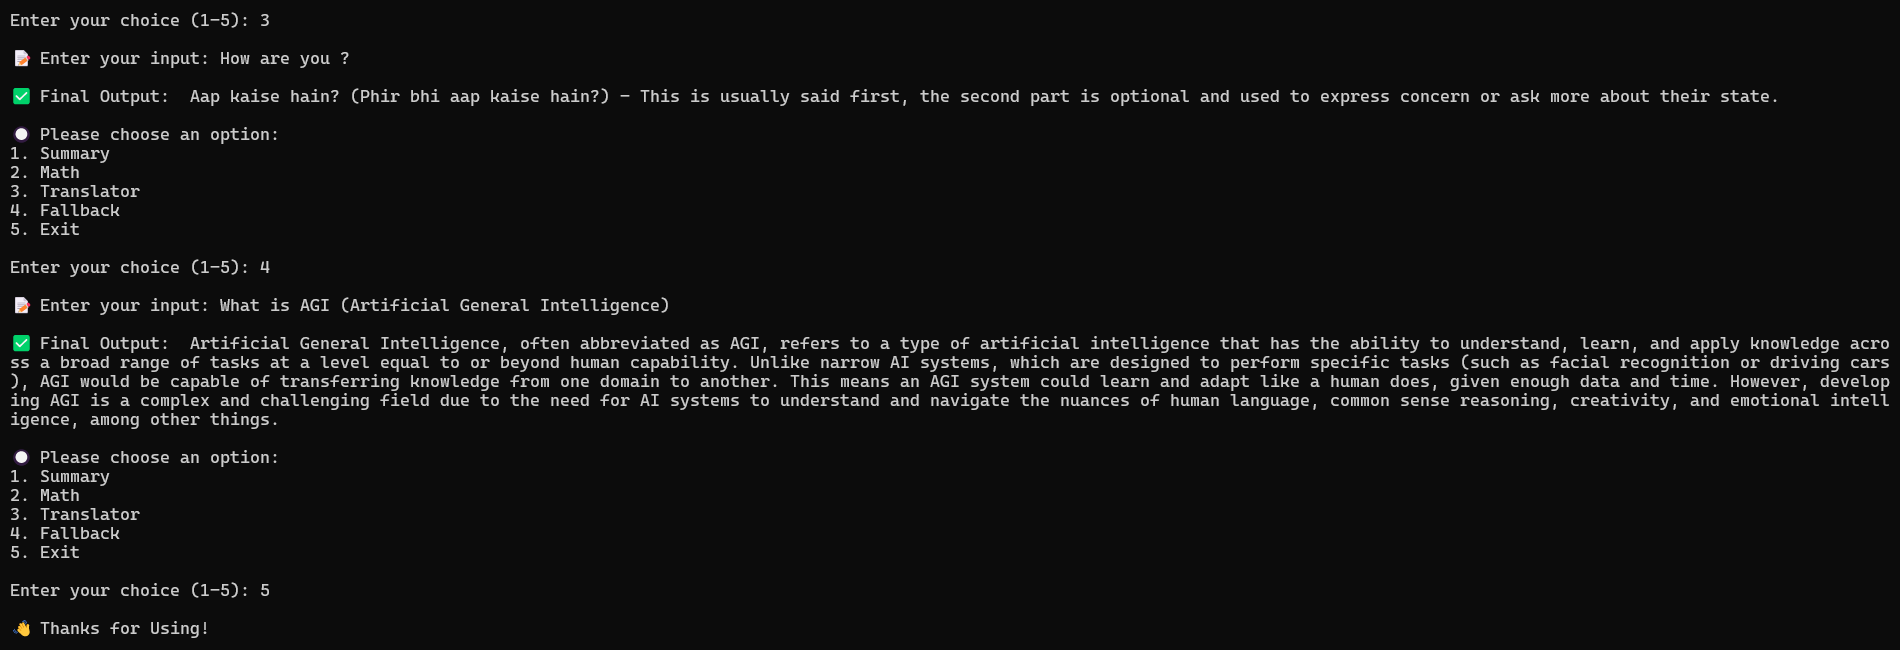 Enter your choice (1-5): 3
📝 Enter your input: How are you ?
✅ Final Output:  Aap kaise hain? (Phir bhi aap kaise hain?) - This is usually said first, the second part is optional and used to express concern or ask more about their state.
⚪ Please choose an option:
1. Summary
2. Math
3. Translator
4. Fallback
5. Exit
Enter your choice (1-5): 4
📝 Enter your input: What is AGI (Artificial General Intelligence)
✅ Final Output:  Artificial General Intelligence, often abbreviated as AGI, refers to a type of artificial intelligence that has the ability to understand, learn, and apply knowledge acro
ss a broad range of tasks at a level equal to or beyond human capability. Unlike narrow AI systems, which are designed to perform specific tasks (such as facial recognition or driving cars
), AGI would be capable of transferring knowledge from one domain to another. This means an AGI system could learn and adapt like a human does, given enough data and time. However, develop
ing AGI is a complex and challenging field due to the need for AI systems to understand and navigate the nuances of human language, common sense reasoning, creativity, and emotional intell
igence, among other things.
⚪ Please choose an option:
1. Summary
2. Math
3. Translator
4. Fallback
5. Exit
Enter your choice (1-5): 5
👋 Thanks for Using!